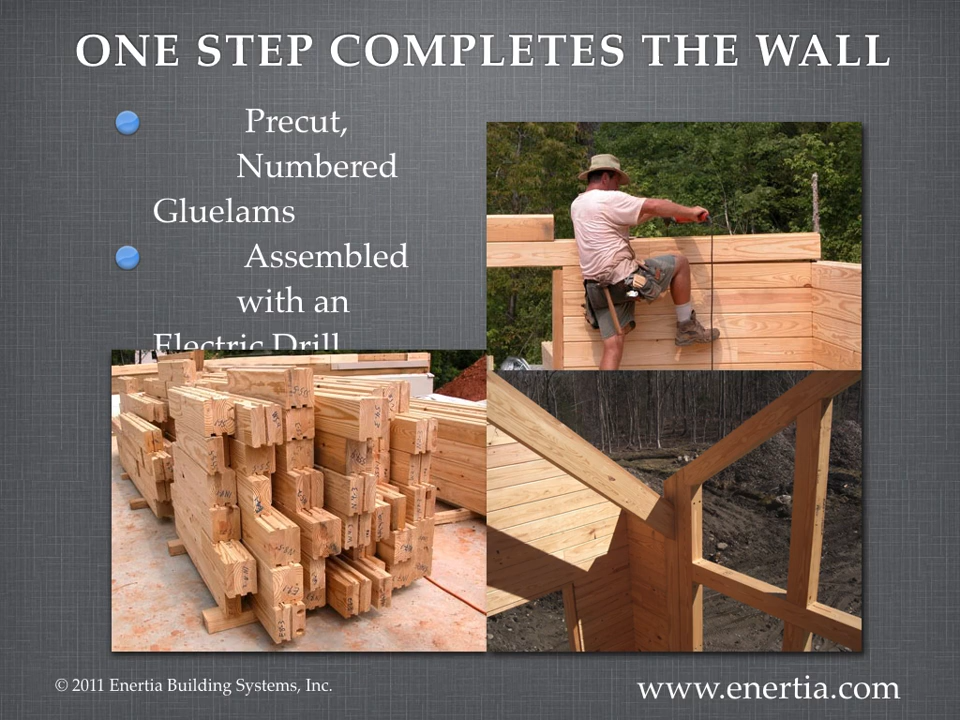 ONE STEP COMPLETES THE WALL
Precut,
Numbered
Gluelams
Assembled
with an
Electric Drill
© 2011 Enertia Building Systems, Inc.
www.enertia.com